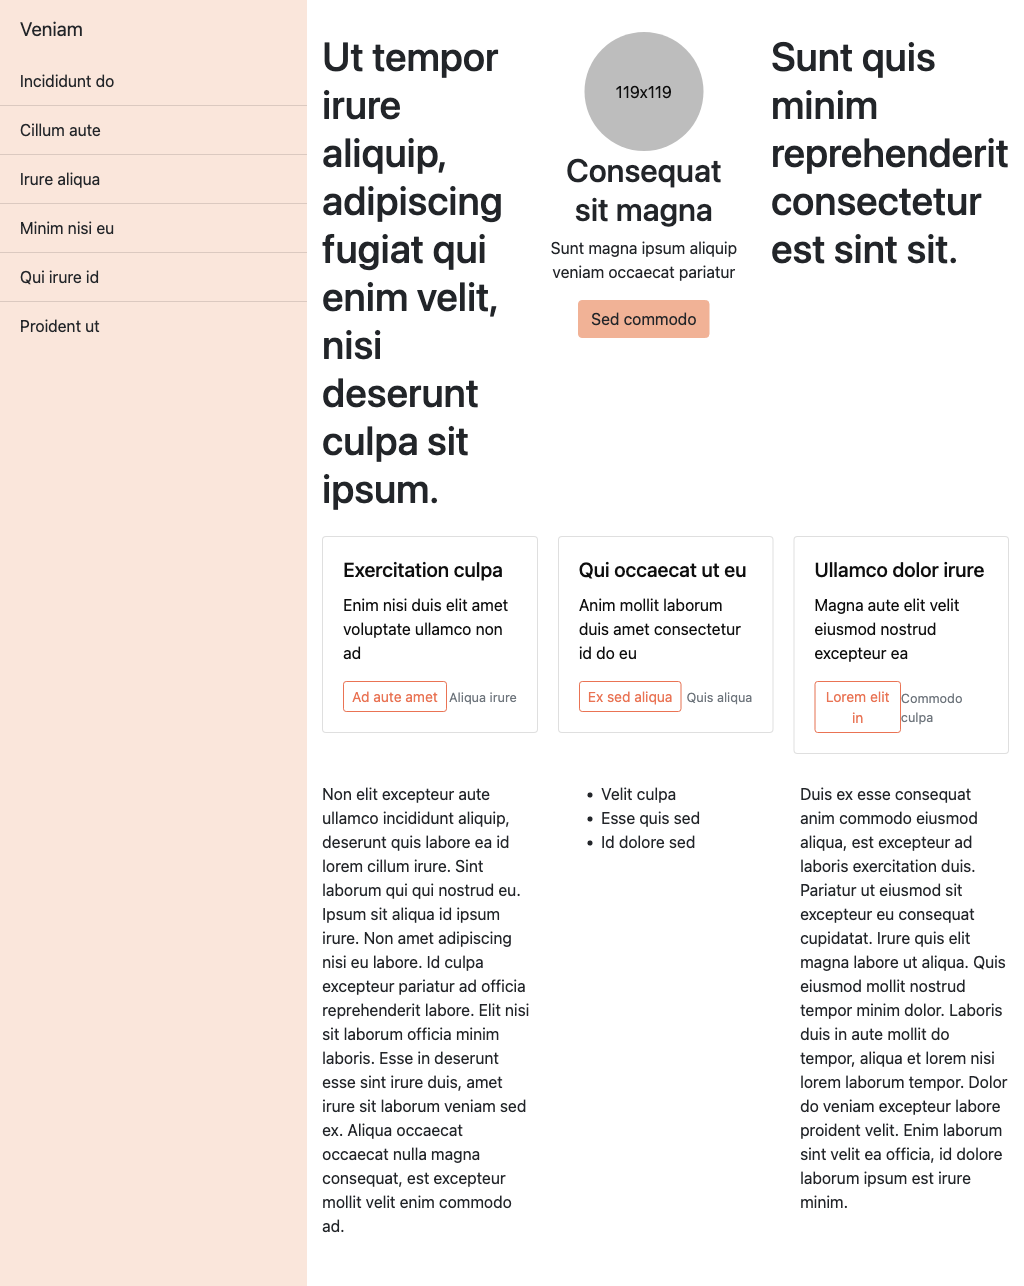 Veniam
Incididunt do
Cillum aute
Irure aliqua
Minim nisi eu
Qui irure id
Proident ut
Ut tempor
irure
aliquip,
adipiscing
fugiat qui
enim velit,
nisi
deserunt
culpa sit
ipsum.
119x119
Consequat
sit magna
Sunt magna ipsum aliquip
veniam occaecat pariatur
Sed commodo
Sunt quis
minim
reprehenderit
consectetur
est sint sit.
Exercitation culpa
Enim nisi duis elit amet
voluptate ullamco non
ad
Ad aute amet
Aliqua irure
Qui occaecat ut eu
Anim mollit laborum
duis amet consectetur
id do eu
Ex sed aliqua
Quis aliqua
Ullamco dolor irure
Magna aute elit velit
eiusmod nostrud
excepteur ea
Lorem elit
in
Commodo
culpa
Non elit excepteur aute
ullamco incididunt aliquip,
deserunt quis labore ea id
lorem cillum irure. Sint
laborum qui qui nostrud eu.
Ipsum sit aliqua id ipsum
irure. Non amet adipiscing
nisi eu labore. Id culpa
excepteur pariatur ad officia
reprehenderit labore. Elit nisi
sit laborum officia minim
laboris. Esse in deserunt
esse sint irure duis, amet
irure sit laborum veniam sed
ex. Aliqua occaecat
occaecat nulla magna
consequat, est excepteur
mollit velit enim commodo
ad.
• Velit culpa
• Esse quis sed
• Id dolore sed
Duis ex esse consequat
anim commodo eiusmod
aliqua, est excepteur ad
laboris exercitation duis.
Pariatur ut eiusmod sit
excepteur eu consequat
cupidatat. Irure quis elit
magna labore ut aliqua. Quis
eiusmod mollit nostrud
tempor minim dolor. Laboris
duis in aute mollit do
tempor, aliqua et lorem nisi
lorem laborum tempor. Dolor
do veniam excepteur labore
proident velit. Enim laborum
sint velit ea officia, id dolore
laborum ipsum est irure
minim.